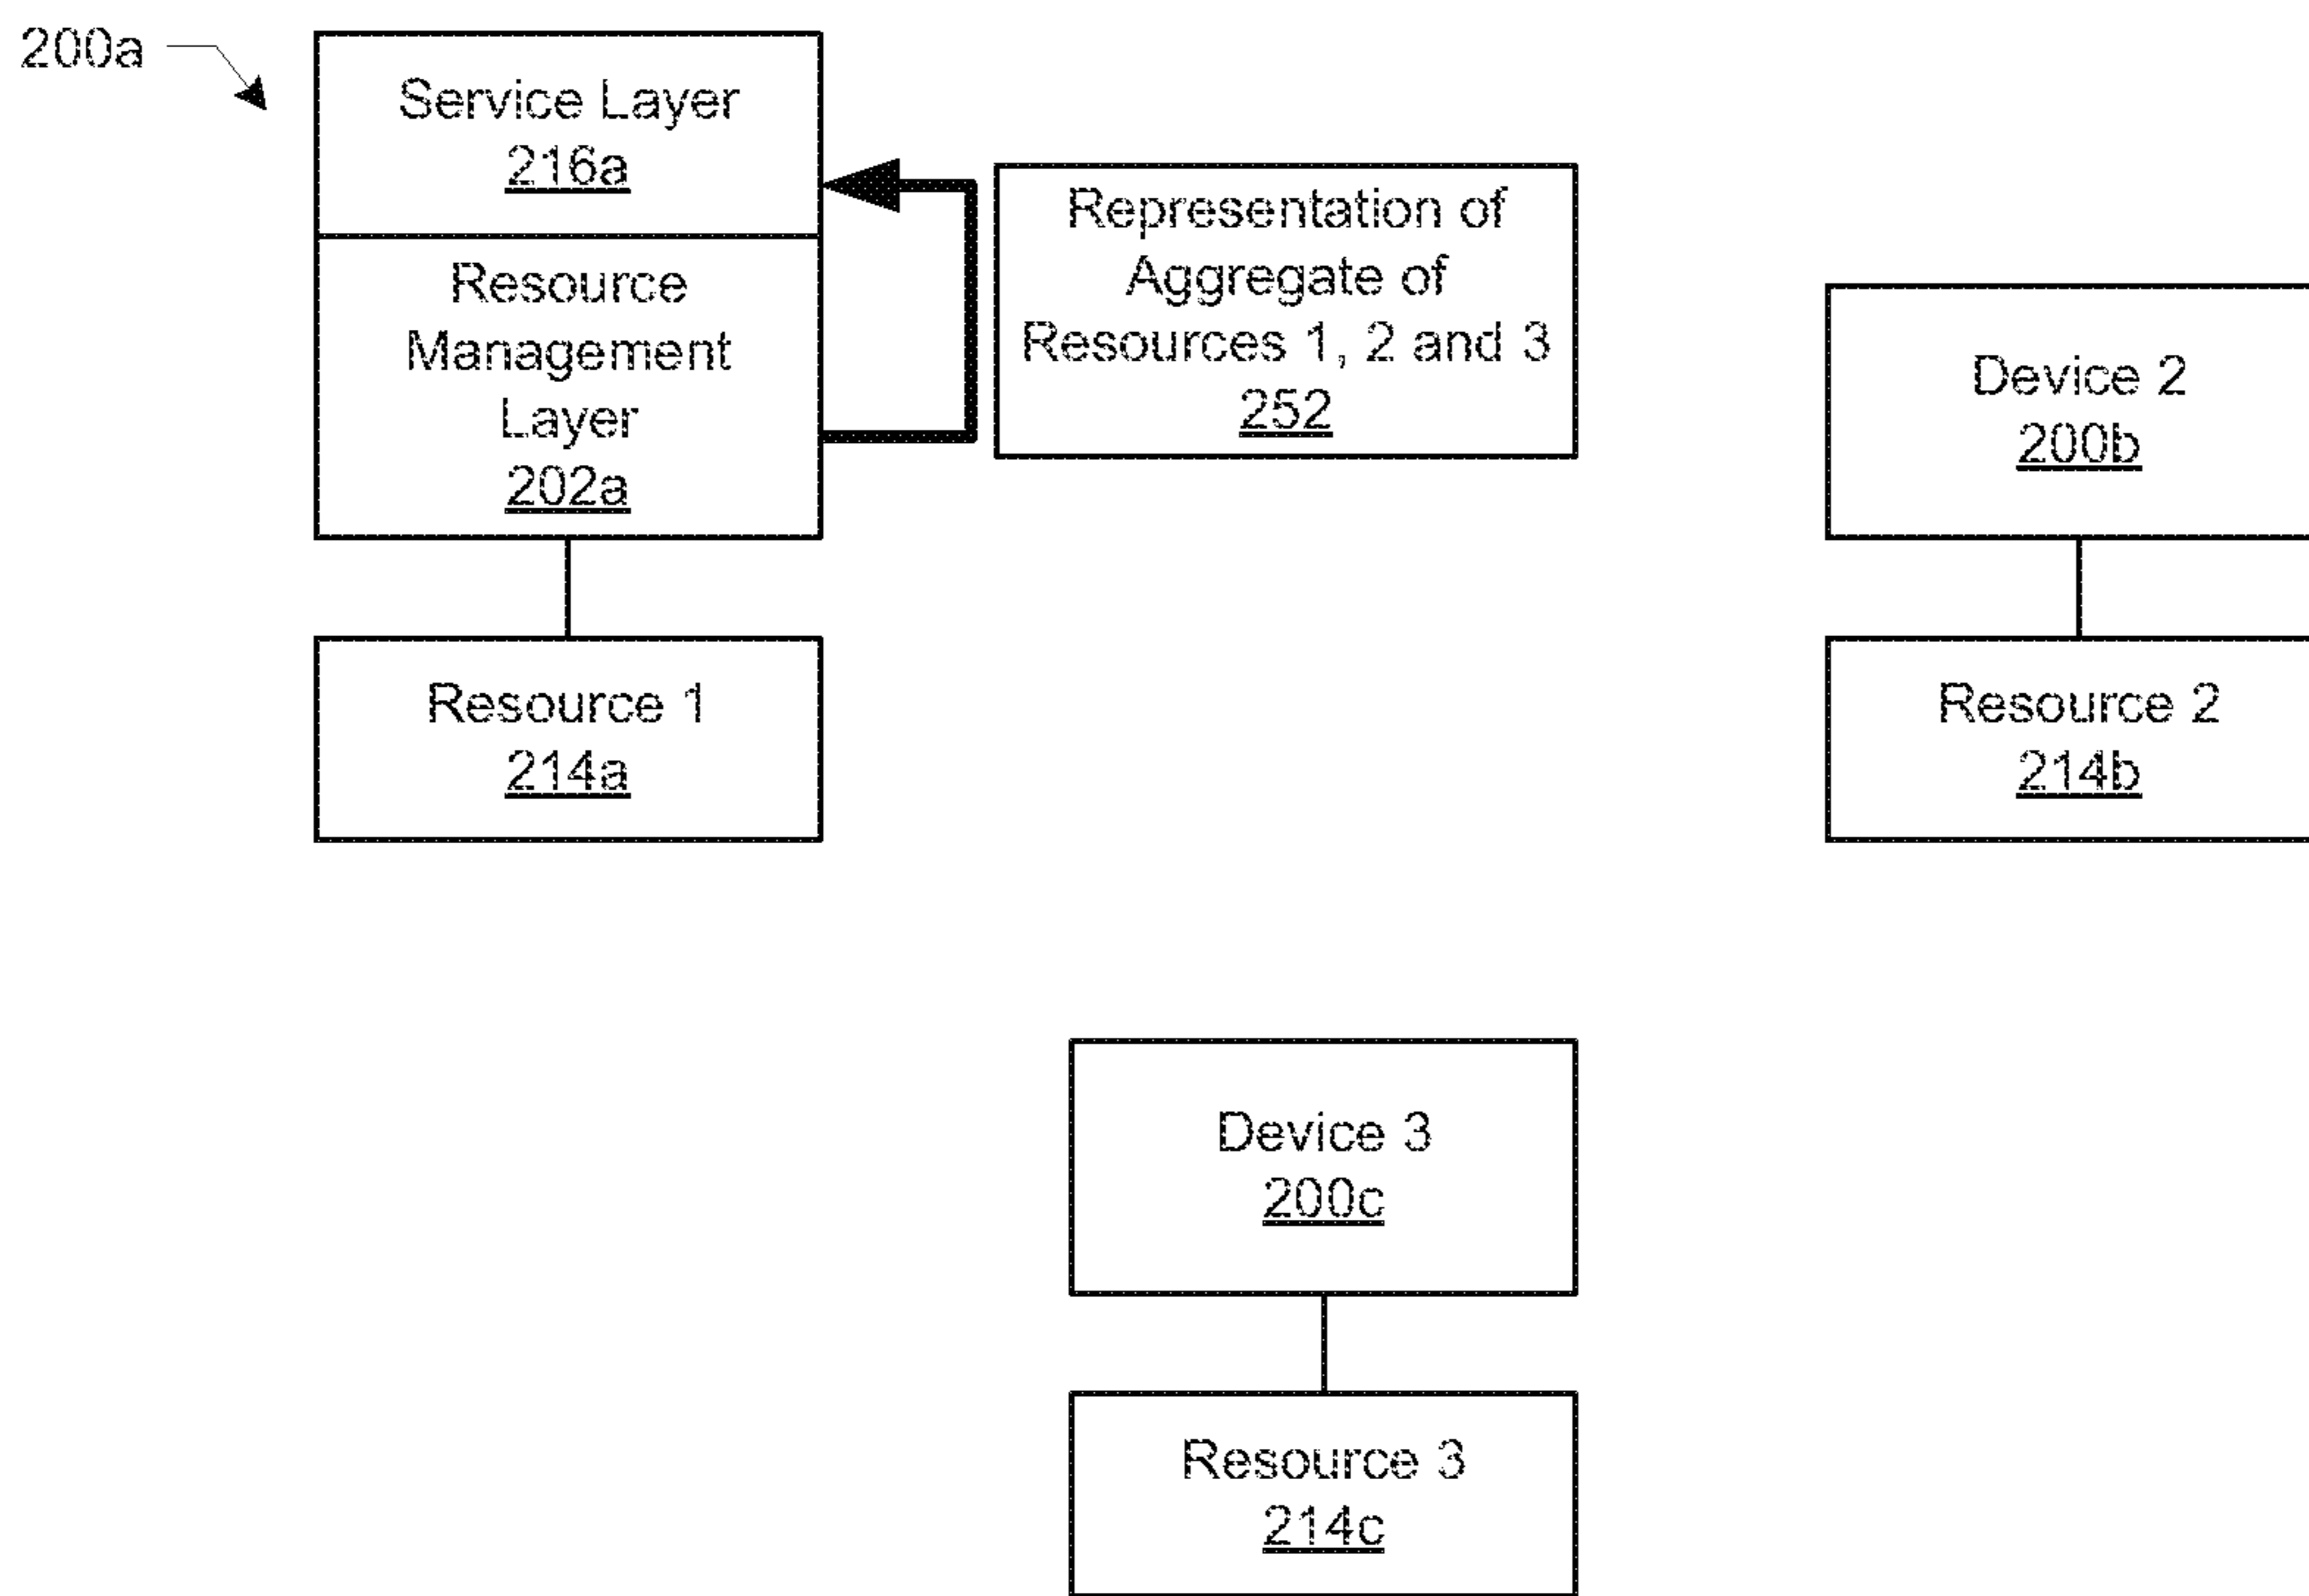 200a
Service Layer
216a
Resource
Management
Layer
202a
Representation of
Aggregate of
Resources 1, 2 and 3
252
Device 2
200b
Resource 1
214a
Resource 2
214b
Device 3
200c
Resource 3
214c